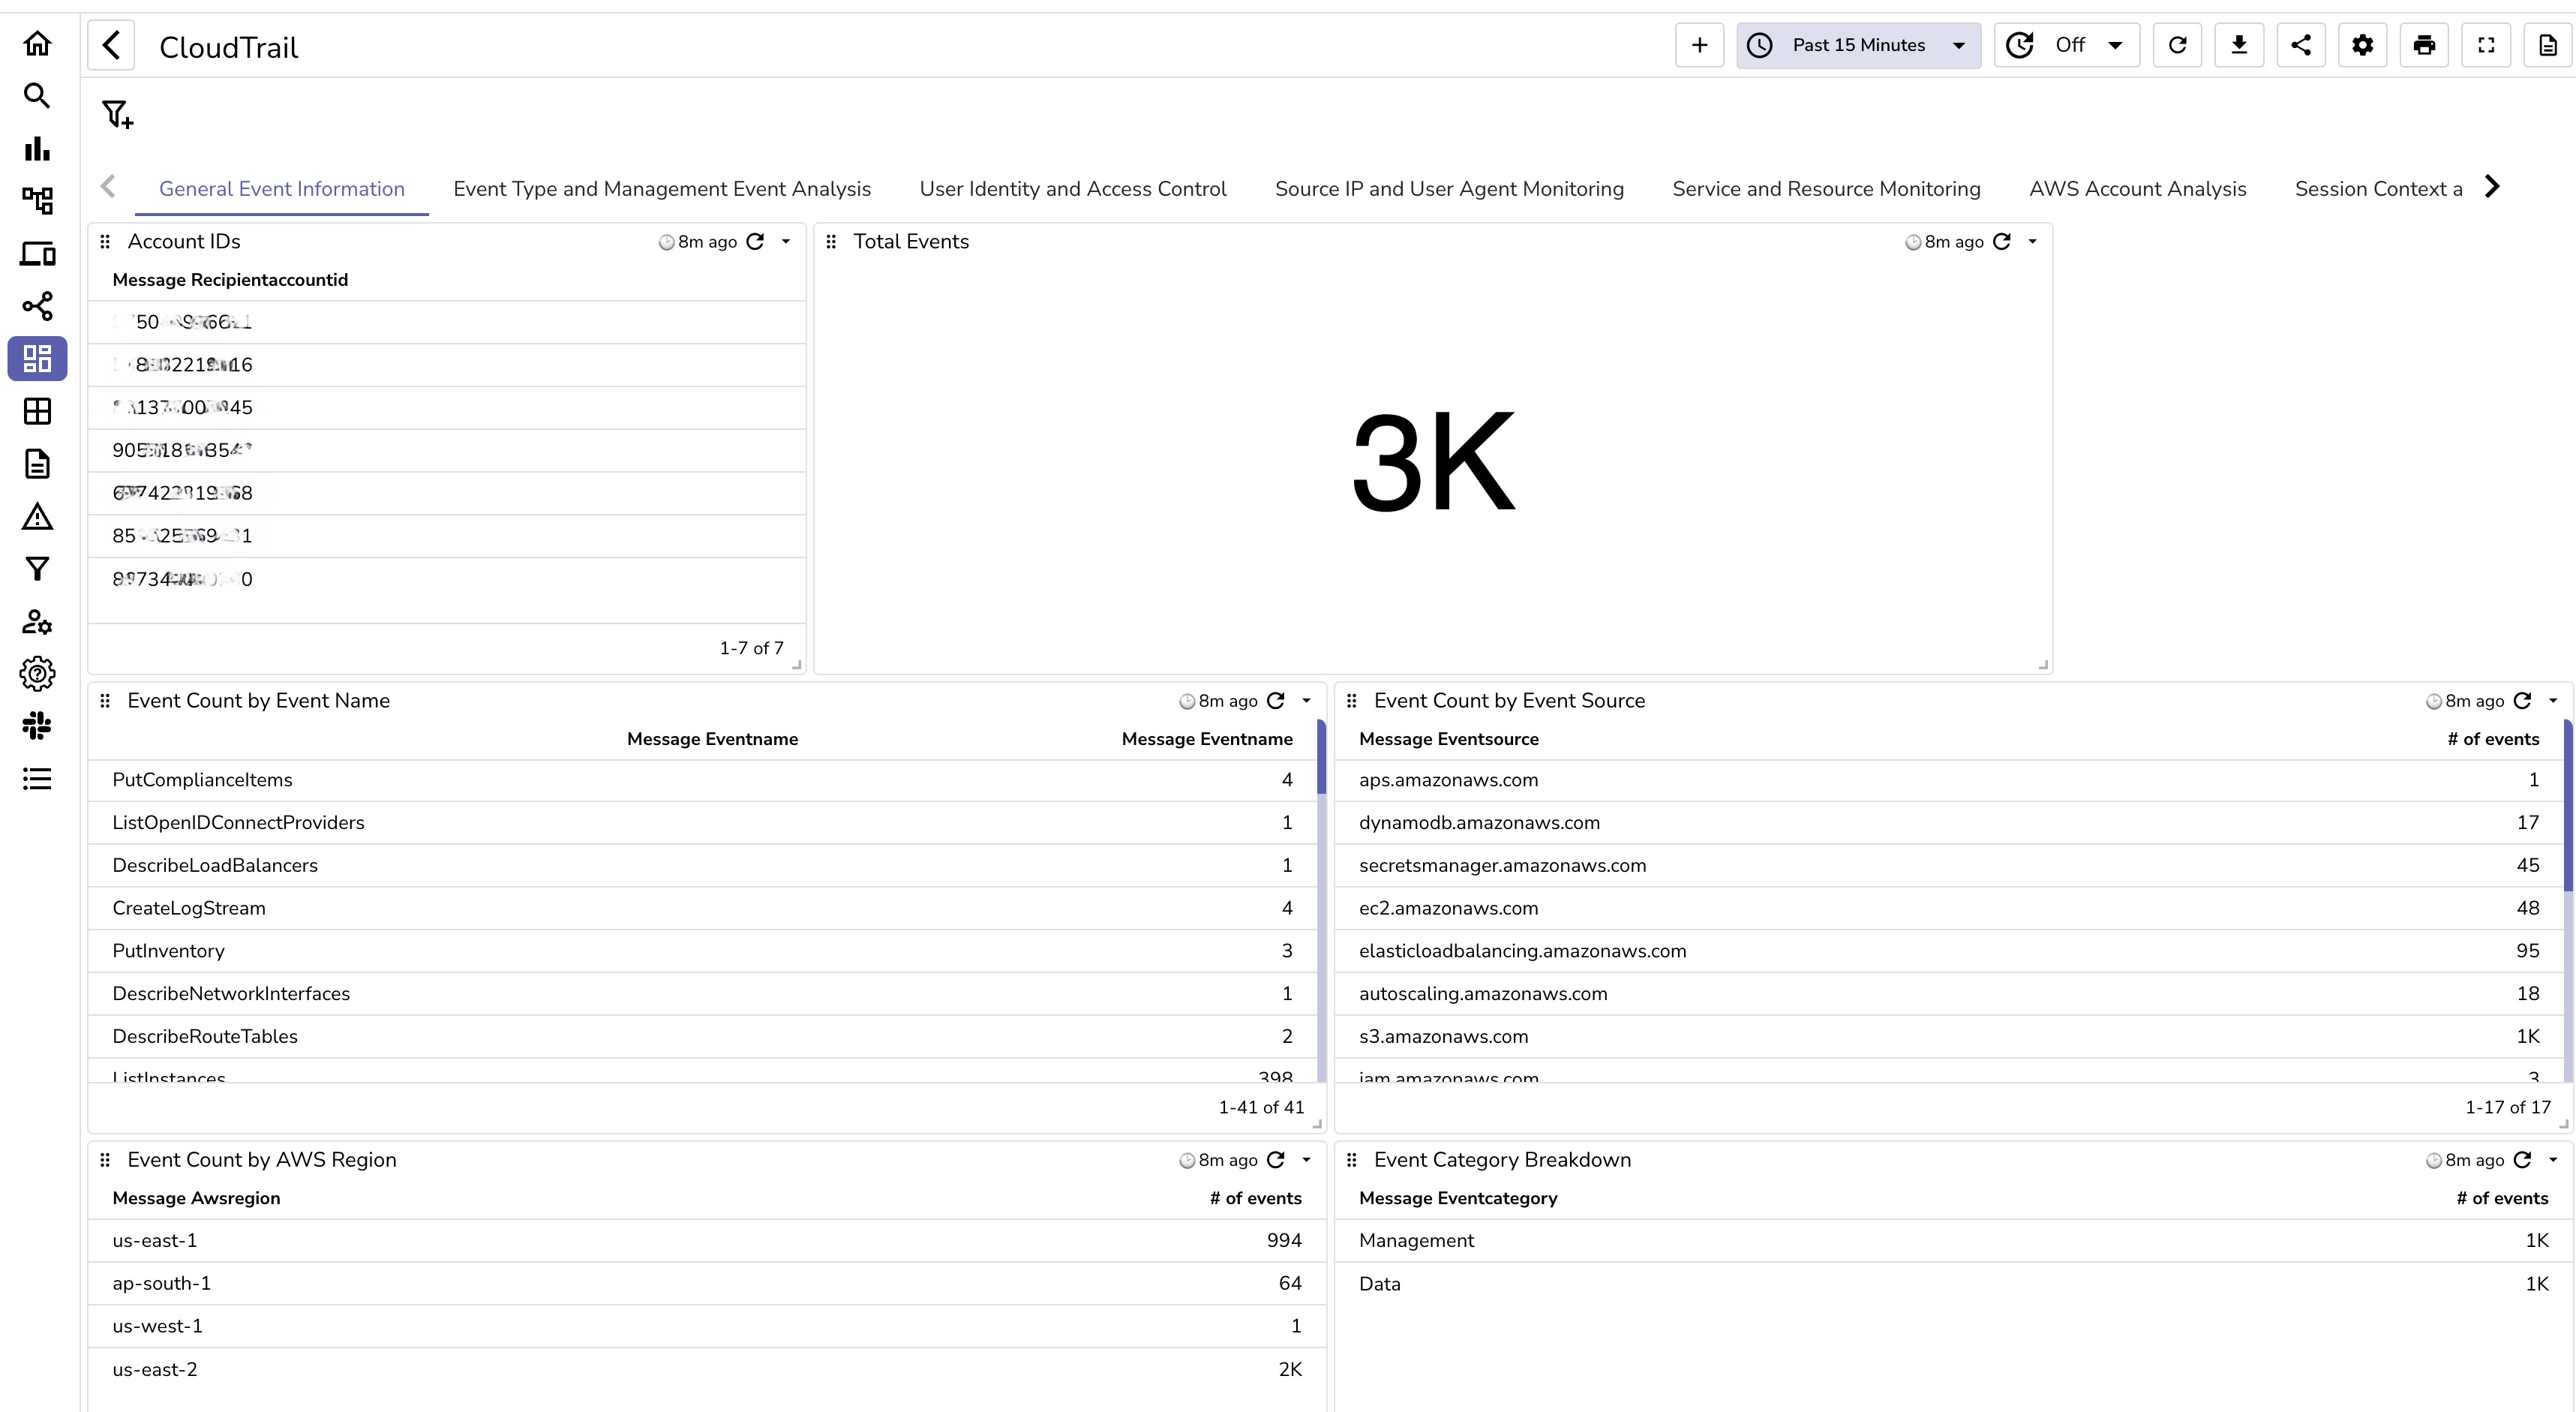 CloudTrail
Past 15 Minutes
Off
General Event Information
Event Type and Management Event Analysis
User Identity and Access Control
Source IP and User Agent Monitoring
Service and Resource Monitoring
AWS Account Analysis
Session Context a
Account IDs
8m ago
Message Recipientaccountid
1-7 of 7
Total Events
8m ago
3K
Event Count by Event Name
8m ago
Message Eventname Message Eventname
PutComplianceItems 4
ListOpenIDConnectProviders 1
DescribeLoadBalancers 1
CreateLogStream 4
PutInventory 3
DescribeNetworkInterfaces 1
DescribeRouteTables 2
ListInstances 398
1-41 of 41
Event Count by Event Source
8m ago
Message Eventsource # of events
aps.amazonaws.com 1
dynamodb.amazonaws.com 17
secretsmanager.amazonaws.com 45
ec2.amazonaws.com 48
elasticloadbalancing.amazonaws.com 95
autoscaling.amazonaws.com 18
s3.amazonaws.com 1K
iam.amazonaws.com 3
1-17 of 17
Event Count by AWS Region
8m ago
Message Awsregion # of events
us-east-1 994
ap-south-1 64
us-west-1 1
us-east-2 2K
Event Category Breakdown
8m ago
Message Eventcategory # of events
Management 1K
Data 1K